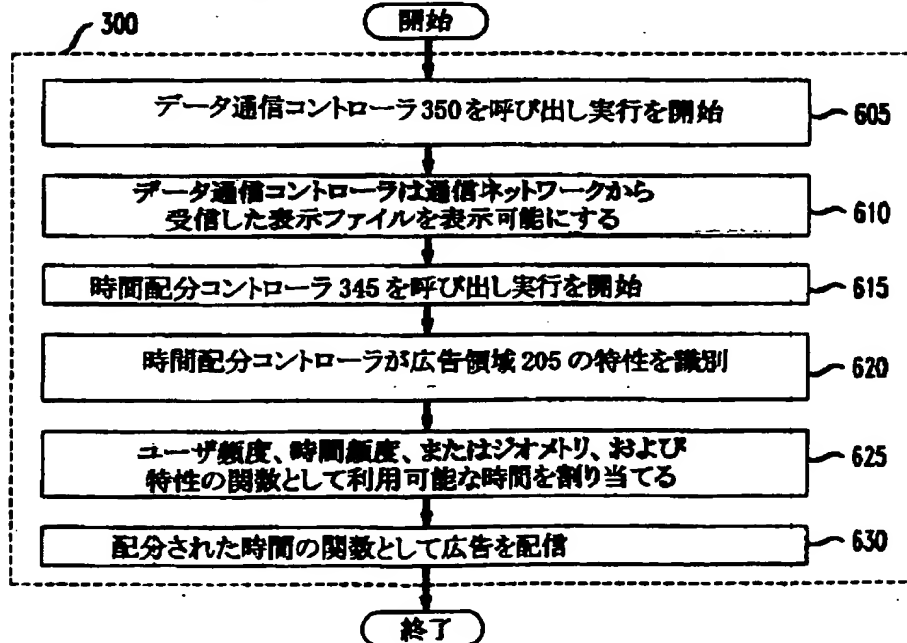 開始
300
データ通信コントローラ350を呼び出し実行を開始
605
データ通信コントローラは通信ネットワークから
受信した表示ファイルを表示可能にする
610
時間配分コントローラ345を呼び出し実行を開始
615
時間配分コントローラが広告領域205の特性を識別
620
ユーザ頻度、時間頻度、またはジオメトリ、および
特性の関数として利用可能な時間を割り当てる
625
配分された時間の関数として広告を配信
630
終了